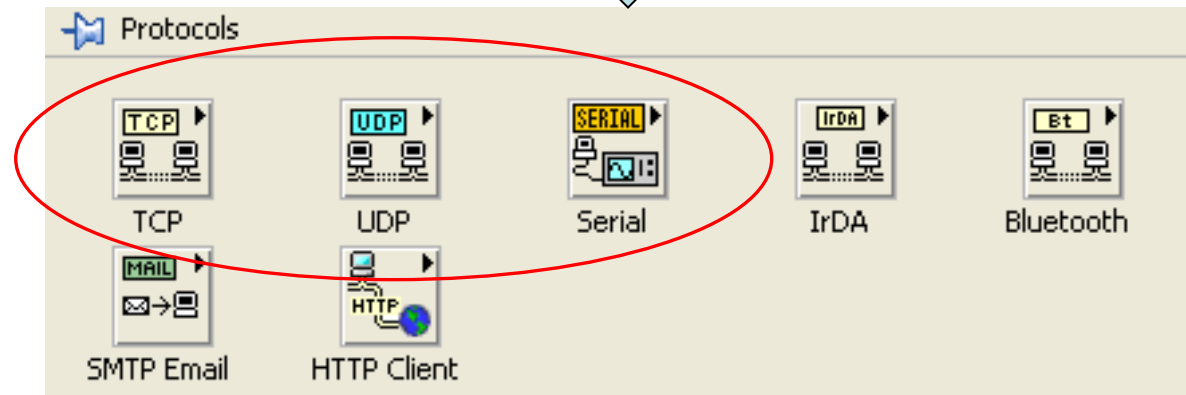 Protocols
TCP UDP SERIAL IrDA Bt
TCP UDP Serial IrDA Bluetooth
MAIL HTTP
SMTP Email HTTP Client